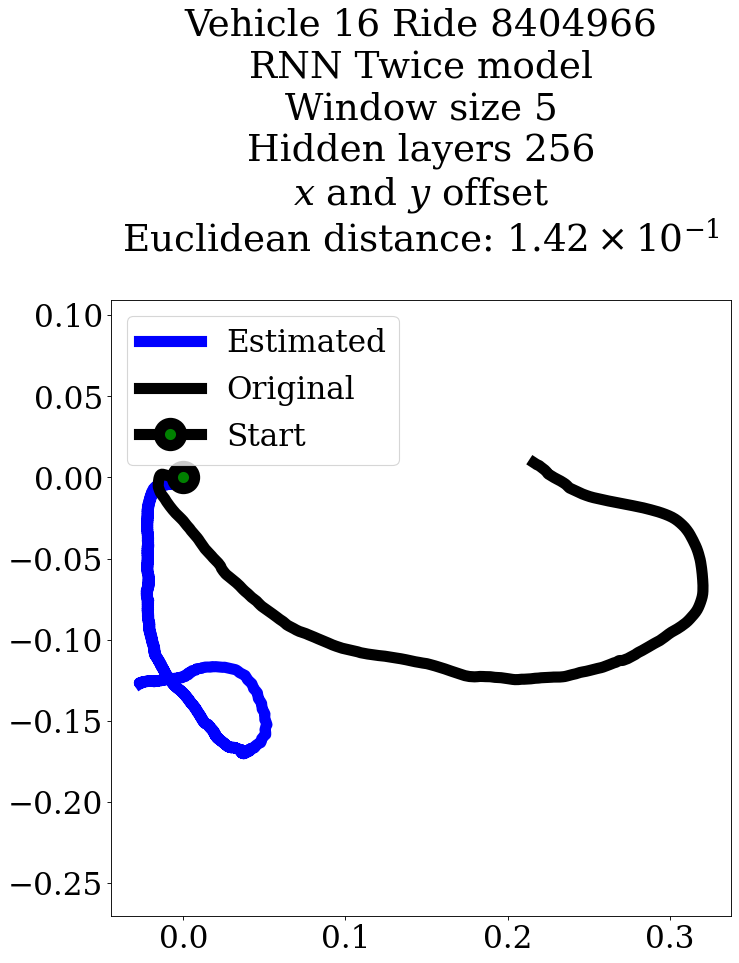 Vehicle 16 Ride 8404966
RNN Twice model
Window size 5
Hidden layers 256
x and y offset
Euclidean distance: 1.42 × 10⁻¹
Estimated
Original
Start
0.10
0.05
0.00
−0.05
−0.10
−0.15
−0.20
−0.25
0.0 0.1 0.2 0.3